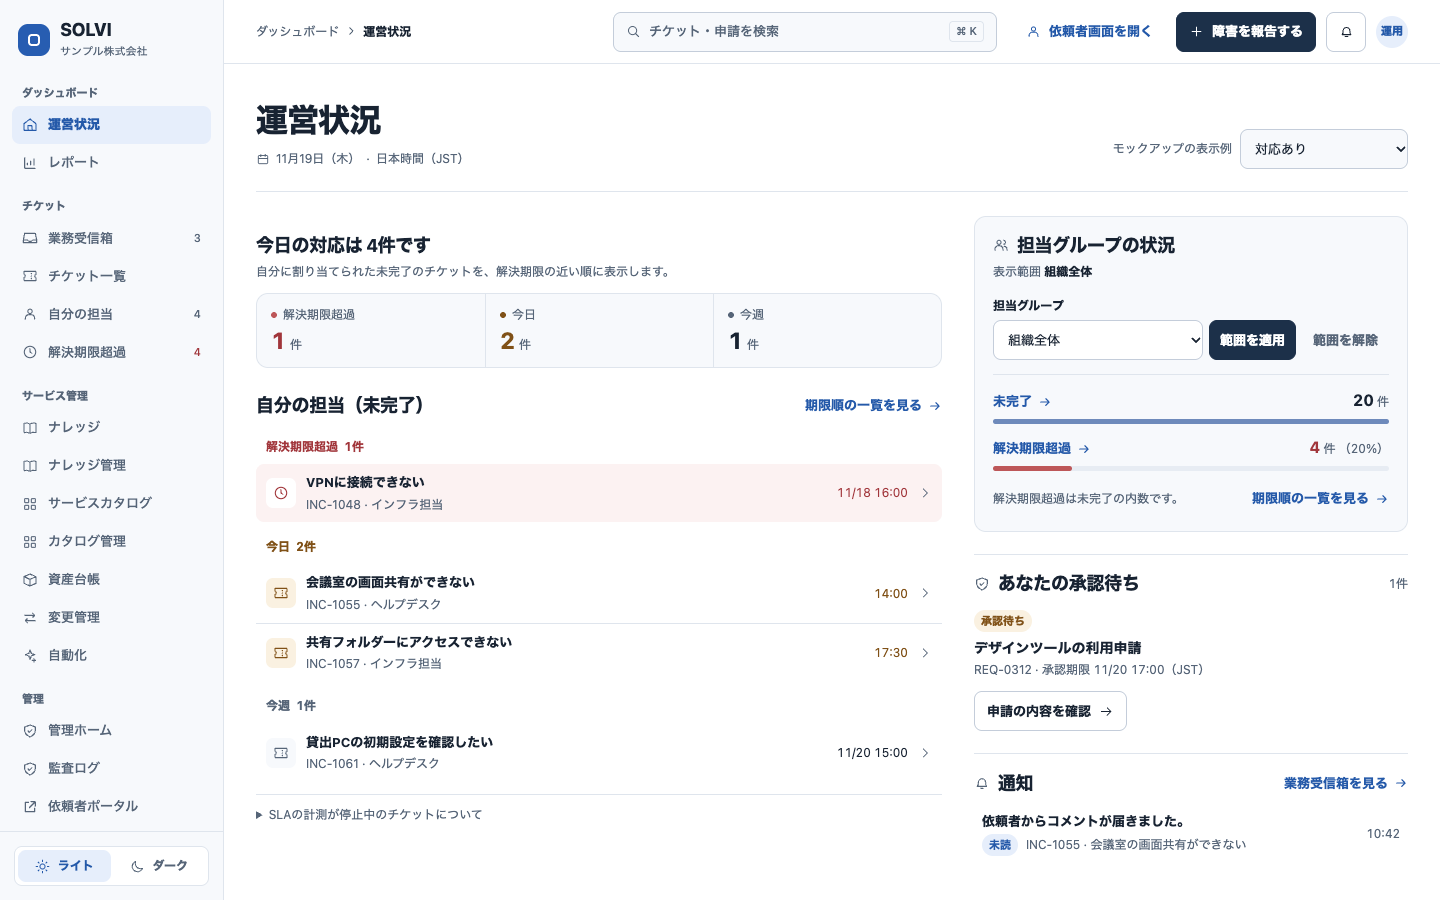 SOLVI
サンプル株式会社
ダッシュボード
運営状況
レポート
チケット
業務受信箱 3
チケット一覧
自分の担当 4
解決期限超過 4
サービス管理
ナレッジ
ナレッジ管理
サービスカタログ
カタログ管理
資産台帳
変更管理
自動化
管理
管理ホーム
監査ログ
依頼者ポータル
ライト ダーク
ダッシュボード 運営状況
チケット・申請を検索 ⌘ K
依頼者画面を開く
障害を報告する
運用
運営状況
11月19日（木） · 日本時間（JST）
モックアップの表示例 対応あり
今日の対応は 4件です
自分に割り当てられた未完了のチケットを、解決期限の近い順に表示します。
解決期限超過
1 件
今日
2 件
今週
1 件
自分の担当（未完了） 期限順の一覧を見る →
解決期限超過 1件
VPNに接続できない
INC-1048 · インフラ担当
11/18 16:00
今日 2件
会議室の画面共有ができない
INC-1055 · ヘルプデスク
14:00
共有フォルダーにアクセスできない
INC-1057 · インフラ担当
17:30
今週 1件
貸出PCの初期設定を確認したい
INC-1061 · ヘルプデスク
11/20 15:00
SLAの計測が停止中のチケットについて
担当グループの状況
表示範囲 組織全体
担当グループ
組織全体 範囲を適用 範囲を解除
未完了 → 20 件
解決期限超過 → 4 件 （20%）
解決期限超過は未完了の内数です。 期限順の一覧を見る →
あなたの承認待ち 1件
承認待ち
デザインツールの利用申請
REQ-0312 · 承認期限 11/20 17:00（JST）
申請の内容を確認 →
通知 業務受信箱を見る →
依頼者からコメントが届きました。
未読 INC-1055 · 会議室の画面共有ができない
10:42